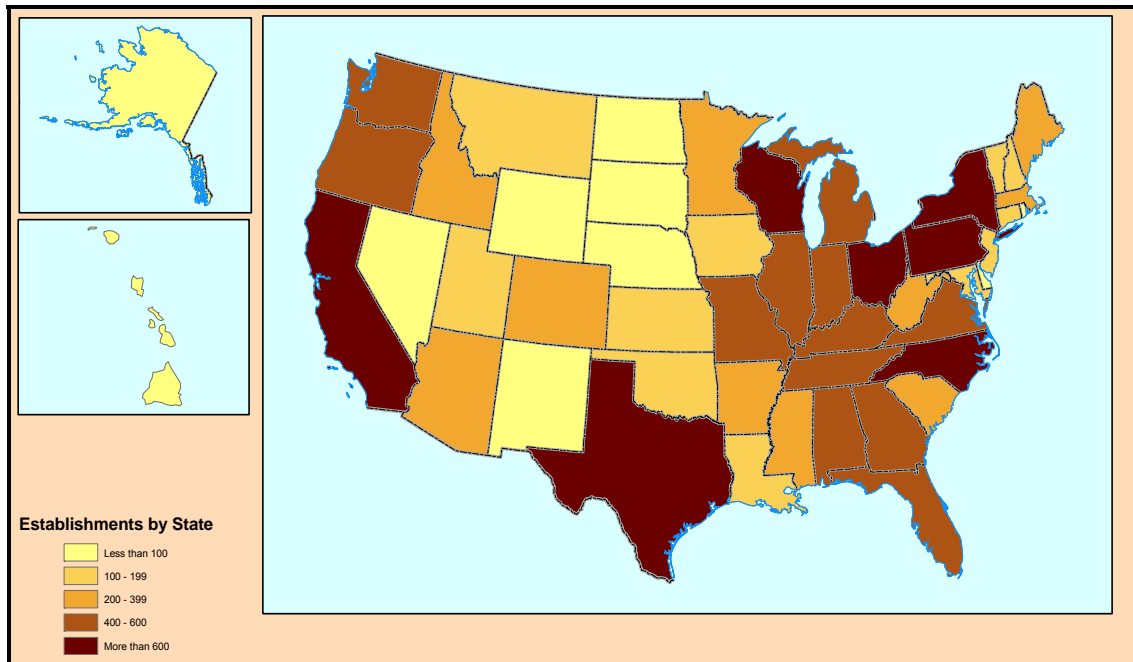 Establishments by State
Less than 100
100 - 199
200 - 399
400 - 600
More than 600